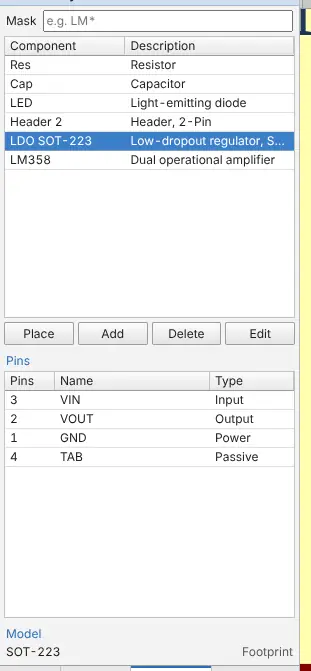 Mask e.g. LM*
Component Description
Res Resistor
Cap Capacitor
LED Light-emitting diode
Header 2 Header, 2-Pin
LDO SOT-223 Low-dropout regulator, S...
LM358 Dual operational amplifier
Place Add Delete Edit
Pins
Pins Name Type
3 VIN Input
2 VOUT Output
1 GND Power
4 TAB Passive
Model
SOT-223 Footprint